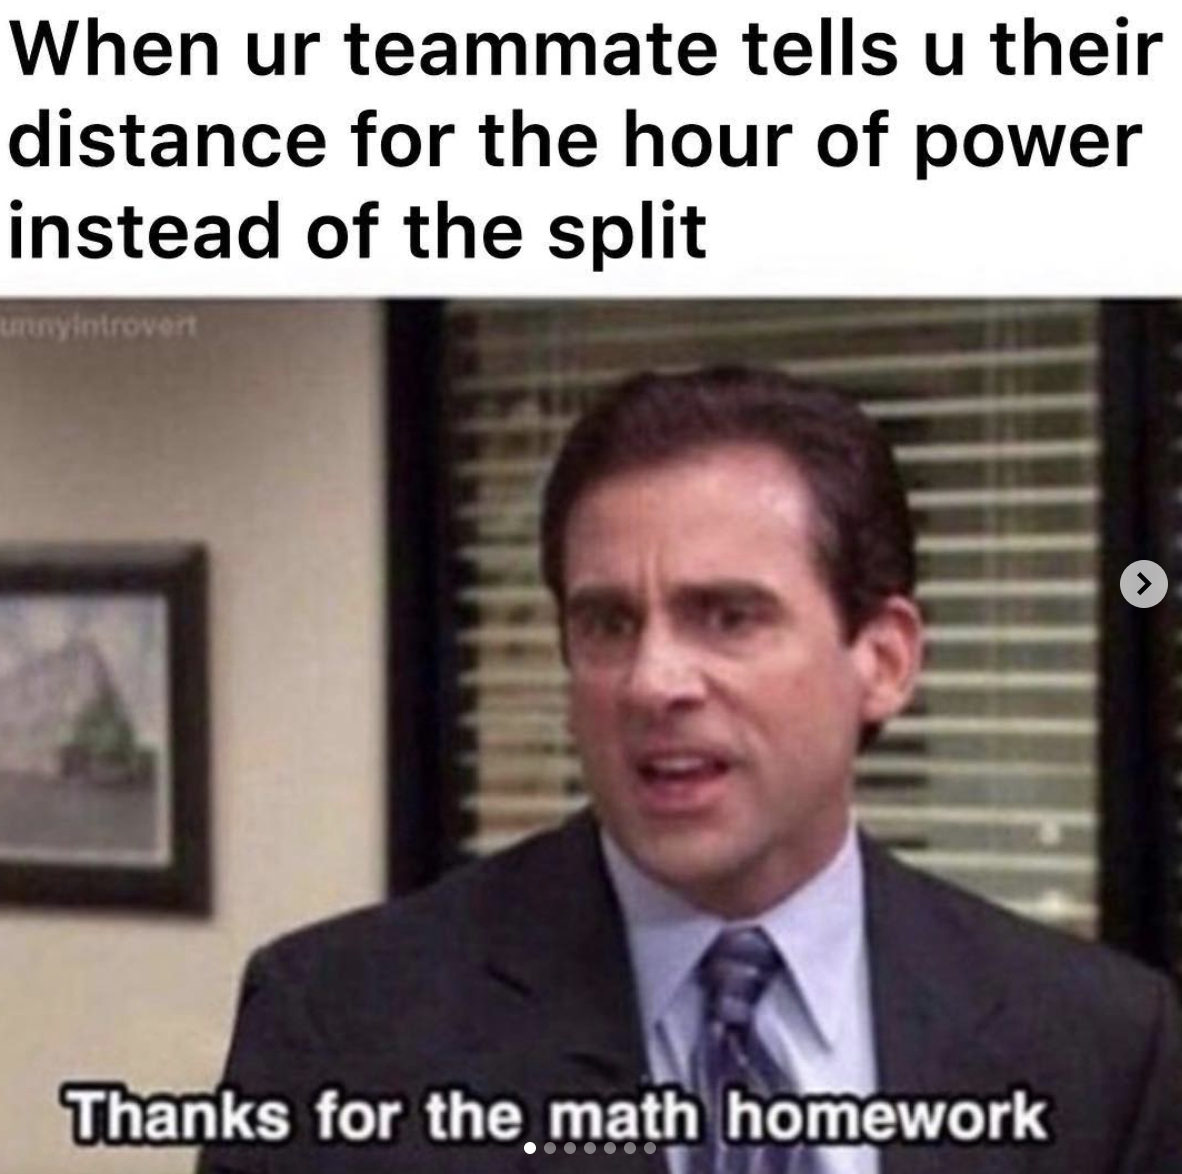 When ur teammate tells u their
distance for the hour of power
instead of the split
unnyintrovert
Thanks for the math homework